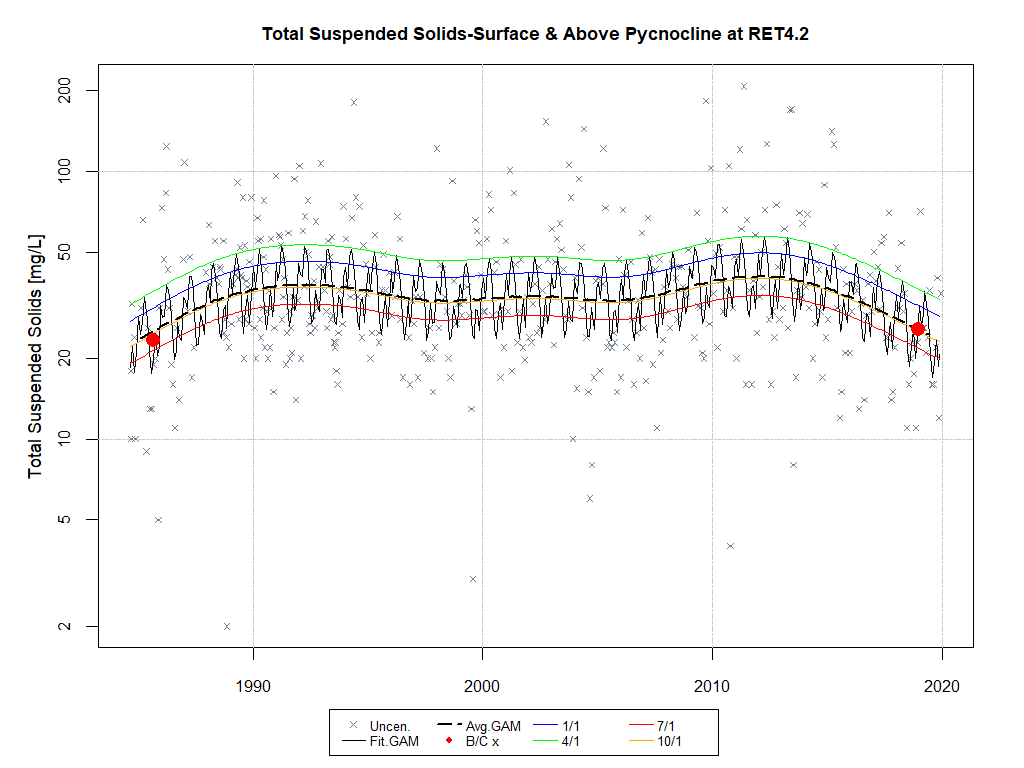 Total Suspended Solids-Surface & Above Pycnocline at RET4.2
Total Suspended Solids [mg/L]
200
100
50
20
10
5
2
1990 2000 2010 2020
Uncen. Avg.GAM 1/1 7/1
Fit.GAM B/C x 4/1 10/1